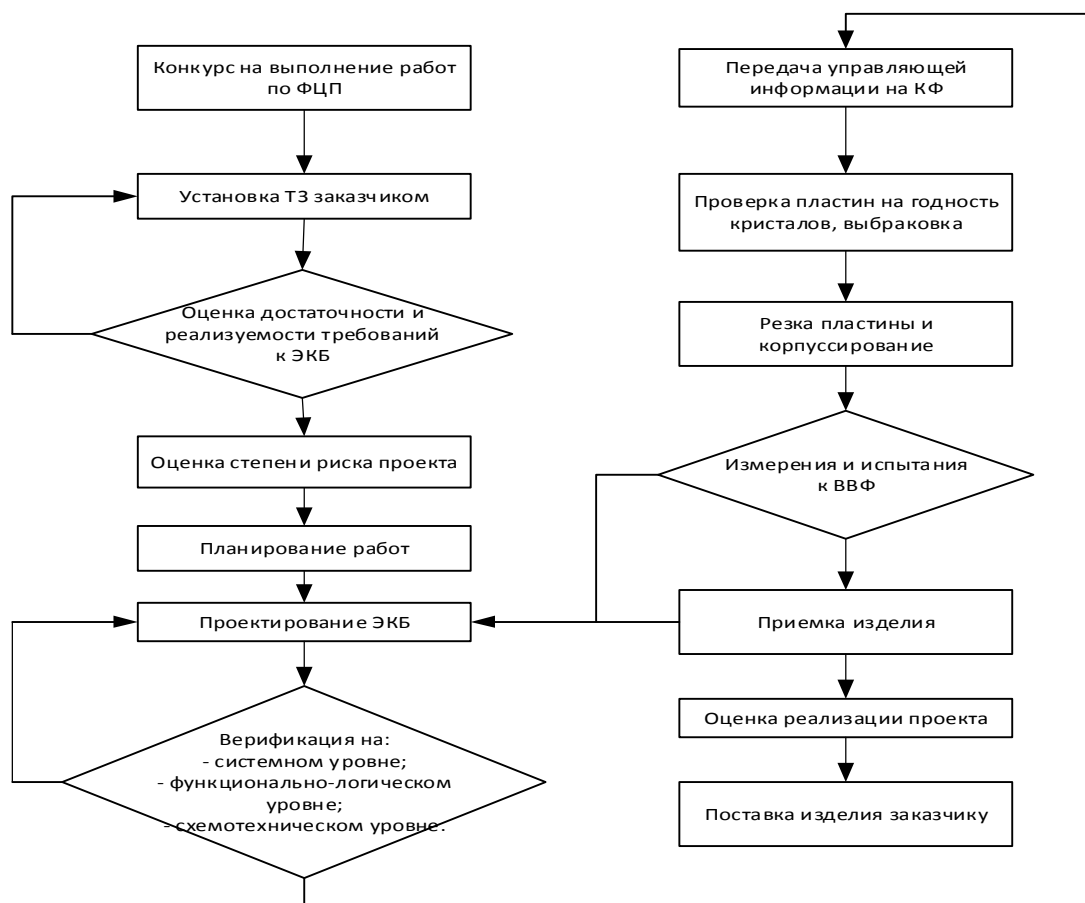 Конкурс на выполнение работ
по ФЦП
Установка ТЗ заказчиком
Оценка достаточности и
реализуемости требований
к ЭКБ
Оценка степени риска проекта
Планирование работ
Проектирование ЭКБ
Верификация на:
- системном уровне;
- функционально-логическом
уровне;
- схемотехническом уровне.
Передача управляющей
информации на КФ
Проверка пластин на годность
кристалов, выбраковка
Резка пластины и
корпуссирование
Измерения и испытания
к ВВФ
Приемка изделия
Оценка реализации проекта
Поставка изделия заказчику